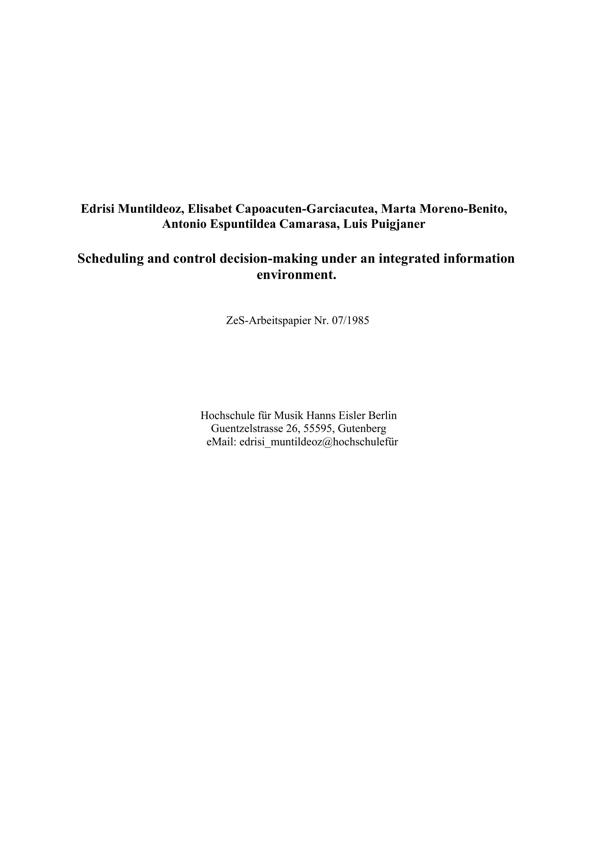 Edrisi Muntildeoz, Elisabet Capoacuten-Garciacutea, Marta Moreno-Benito,
Antonio Espuntildea Camarasa, Luis Puigjaner
Scheduling and control decision-making under an integrated information
environment.
ZeS-Arbeitspapier Nr. 07/1985
Hochschule für Musik Hanns Eisler Berlin
Guentzelstrasse 26, 55595, Gutenberg
eMail: edrisi_muntildeoz@hochschulefür